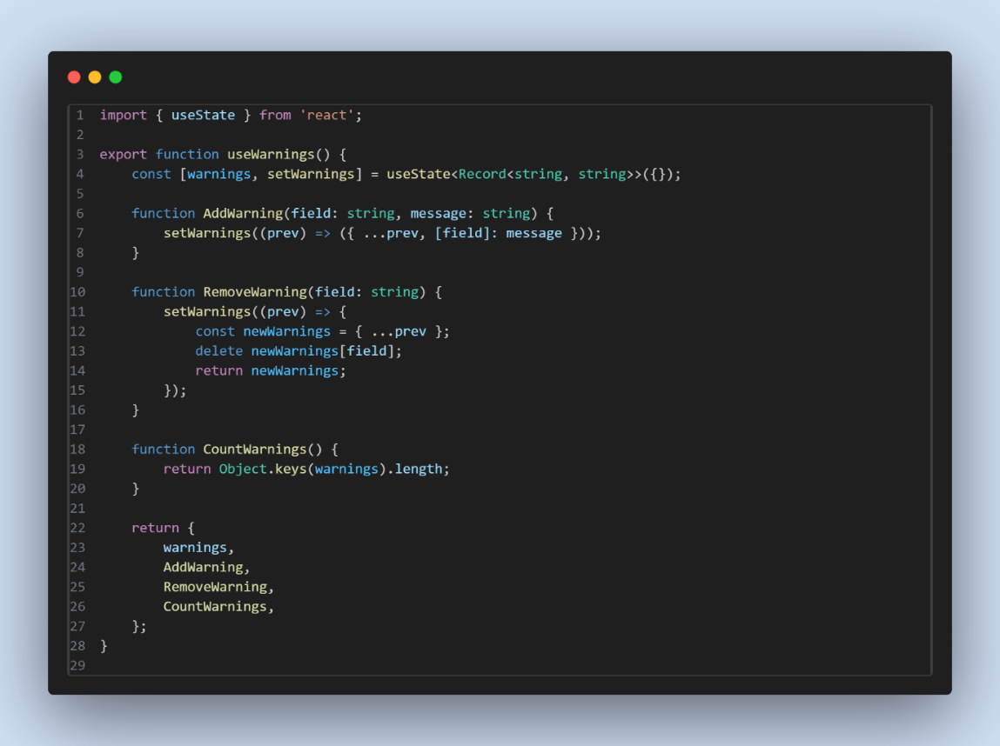 1 import { useState } from 'react';
2
3 export function useWarnings() {
4     const [warnings, setWarnings] = useState<Record<string, string>>({});
5
6     function AddWarning(field: string, message: string) {
7         setWarnings((prev) => ({ ...prev, [field]: message }));
8     }
9
10     function RemoveWarning(field: string) {
11         setWarnings((prev) => {
12             const newWarnings = { ...prev };
13             delete newWarnings[field];
14             return newWarnings;
15         });
16     }
17
18     function CountWarnings() {
19         return Object.keys(warnings).length;
20     }
21
22     return {
23         warnings,
24         AddWarning,
25         RemoveWarning,
26         CountWarnings,
27     };
28 }
29